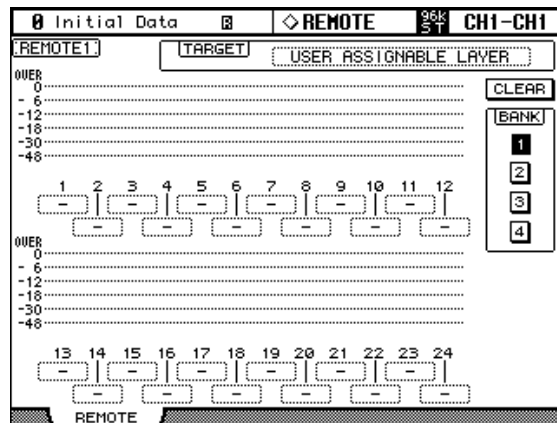 0 Initial Data R ◇REMOTE 96k ST CH1-CH1
REMOTE1 TARGET USER ASSIGNABLE LAYER
OVER
0
- 6
-12
-18
-30
-48
CLEAR
BANK
1
2
3
4
1 2 3 4 5 6 7 8 9 10 11 12
- - - - - -
- - - - - -
OVER
0
- 6
-12
-18
-30
-48
13 14 15 16 17 18 19 20 21 22 23 24
- - - - - -
- - - - - -
REMOTE